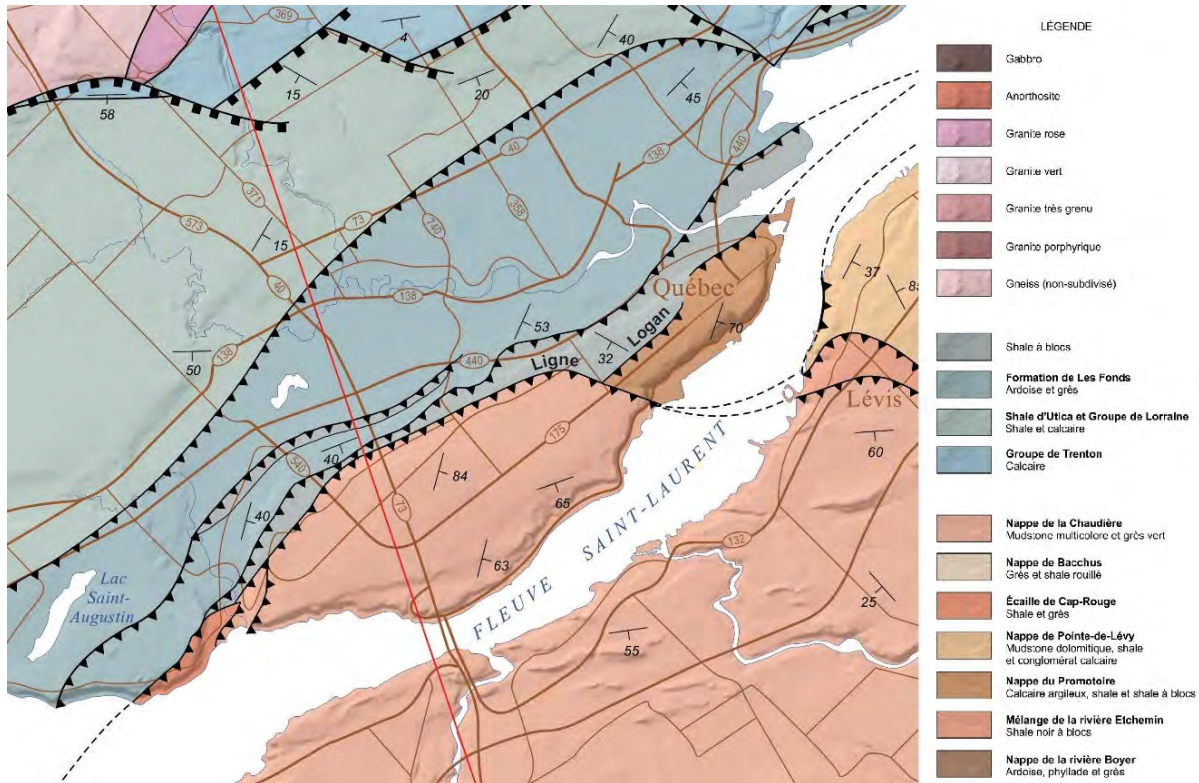 369
4
40
15
20
45
58
40
138
440
371
73
358
740
573
15
40
138
37
85
Québec
53
70
Logan
32
50
138
440
Ligne
Lévis
175
60
40
540
84
73
65
FLEUVE SAINT-LAURENT
40
132
63
Lac
Saint-
Augustin
25
55
LÉGENDE
Gabbro
Anorthosite
Granite rose
Granite vert
Granite très grenu
Granite porphyrique
Gneiss (non-subdivisé)
Shale à blocs
Formation de Les Fonds
Ardoise et grès
Shale d'Utica et Groupe de Lorraine
Shale et calcaire
Groupe de Trenton
Calcaire
Nappe de la Chaudière
Mudstone multicolore et grès vert
Nappe de Bacchus
Grès et shale rouillé
Écaille de Cap-Rouge
Shale et grès
Nappe de Pointe-de-Lévy
Mudstone dolomitique, shale
et conglomérat calcaire
Nappe du Promotoire
Calcaire argileux, shale et shale à blocs
Mélange de la rivière Etchemin
Shale noir à blocs
Nappe de la rivière Boyer
Ardoise, phyllade et grès